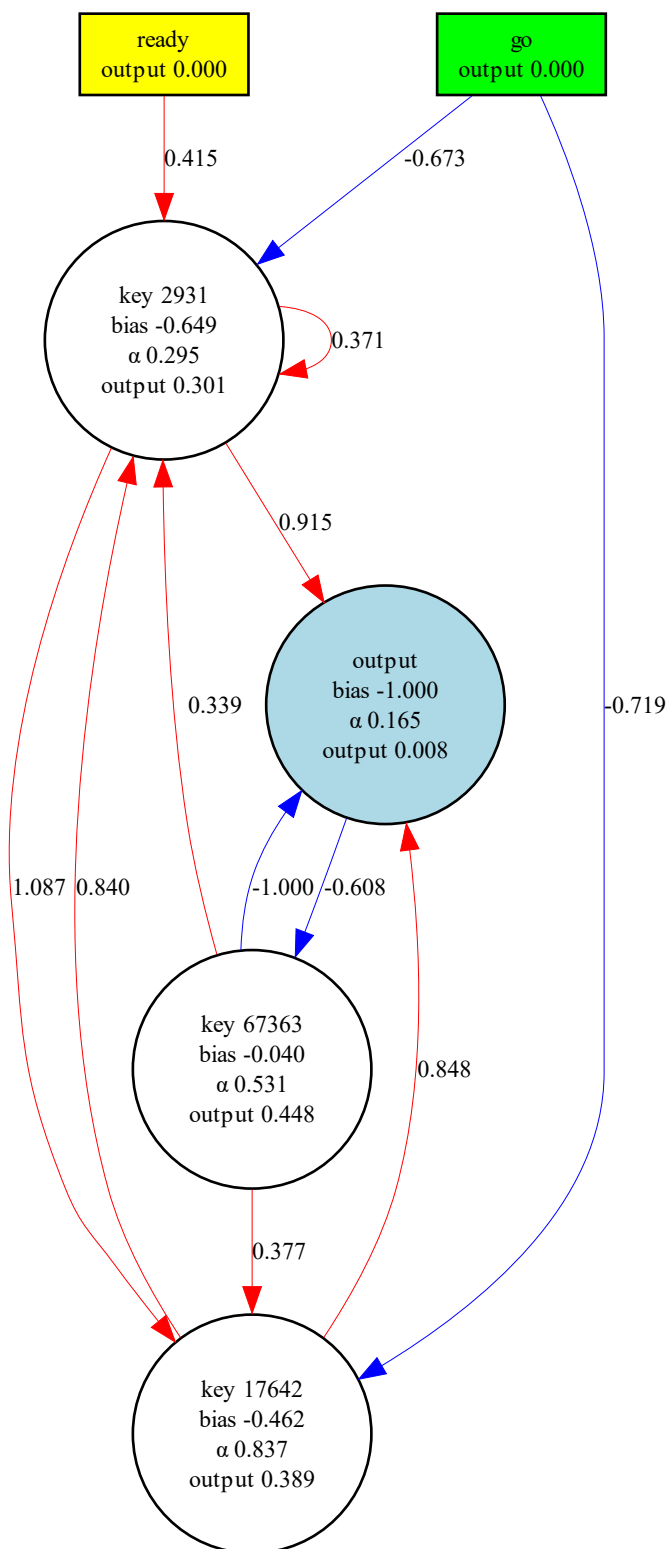 ready
output 0.000
go
output 0.000
0.415
-0.673
key 2931
bias -0.649
α 0.295
output 0.301
0.371
0.915
output
bias -1.000
α 0.165
output 0.008
0.339
-0.719
1.087
0.840
-1.000
-0.608
key 67363
bias -0.040
α 0.531
output 0.448
0.848
0.377
key 17642
bias -0.462
α 0.837
output 0.389